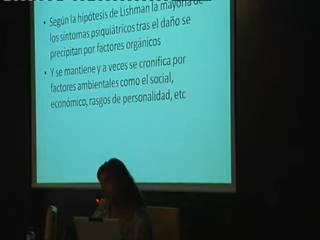 • Según la hipótesis de Lishman la mayoría de
los síntomas psiquiátricos tras el daño se
precipitan por factores orgánicos
• Y se mantiene y a veces se cronifica por
factores ambientales como el social,
económico, rasgos de personalidad, etc